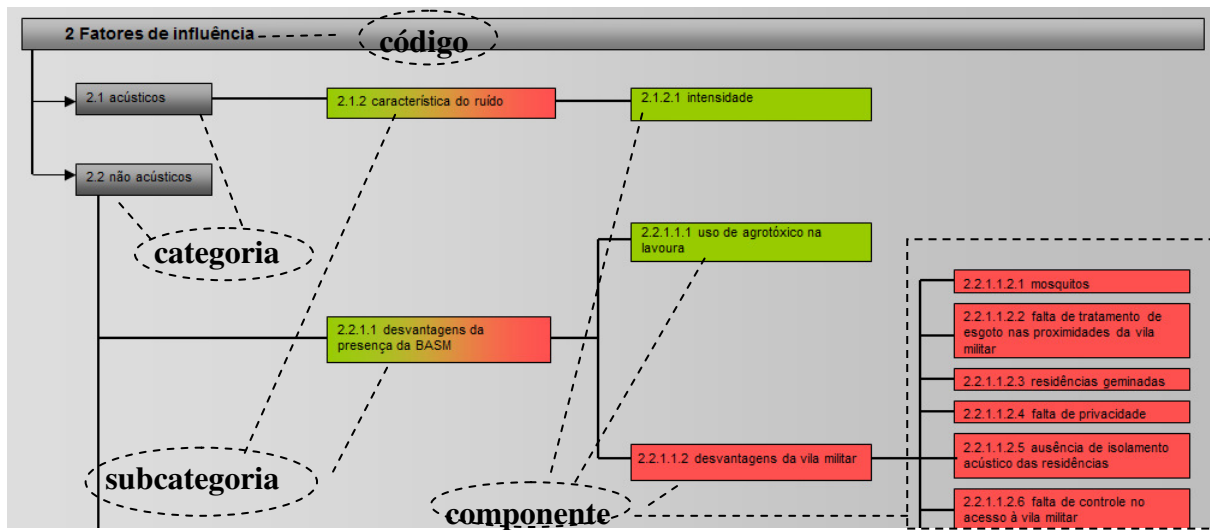 2 Fatores de influência
código
2.1 acústicos
2.1.2 característica do ruído
2.1.2.1 intensidade
2.2 não acústicos
categoria
2.2.1.1.1 uso de agrotóxico na
lavoura
2.2.1.1 desvantagens da
presença da BASM
2.2.1.1.2.1 mosquitos
2.2.1.1.2.2 falta de tratamento de
esgoto nas proximidades da vila
militar
2.2.1.1.2.3 residências geminadas
2.2.1.1.2.4 falta de privacidade
2.2.1.1.2 desvantagens da vila militar
2.2.1.1.2.5 ausência de isolamento
acústico das residências
2.2.1.1.2.6 falta de controle no
acesso à vila militar
subcategoria
componente